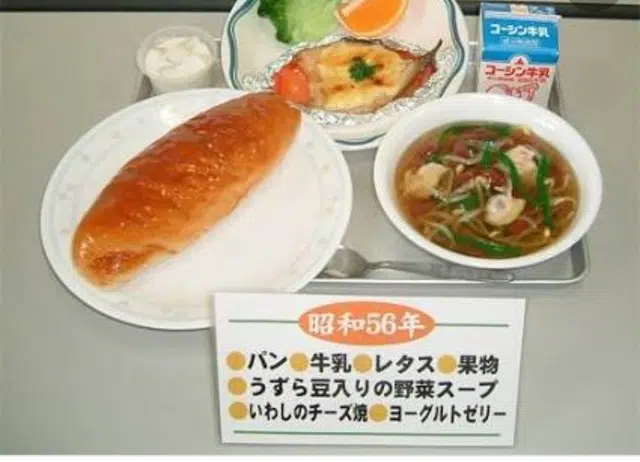 コーシン牛乳
コーシン牛乳
昭和56年
●パン●牛乳●レタス●果物
●うずら豆入りの野菜スープ
●いわしのチーズ焼●ヨーグルトゼリー